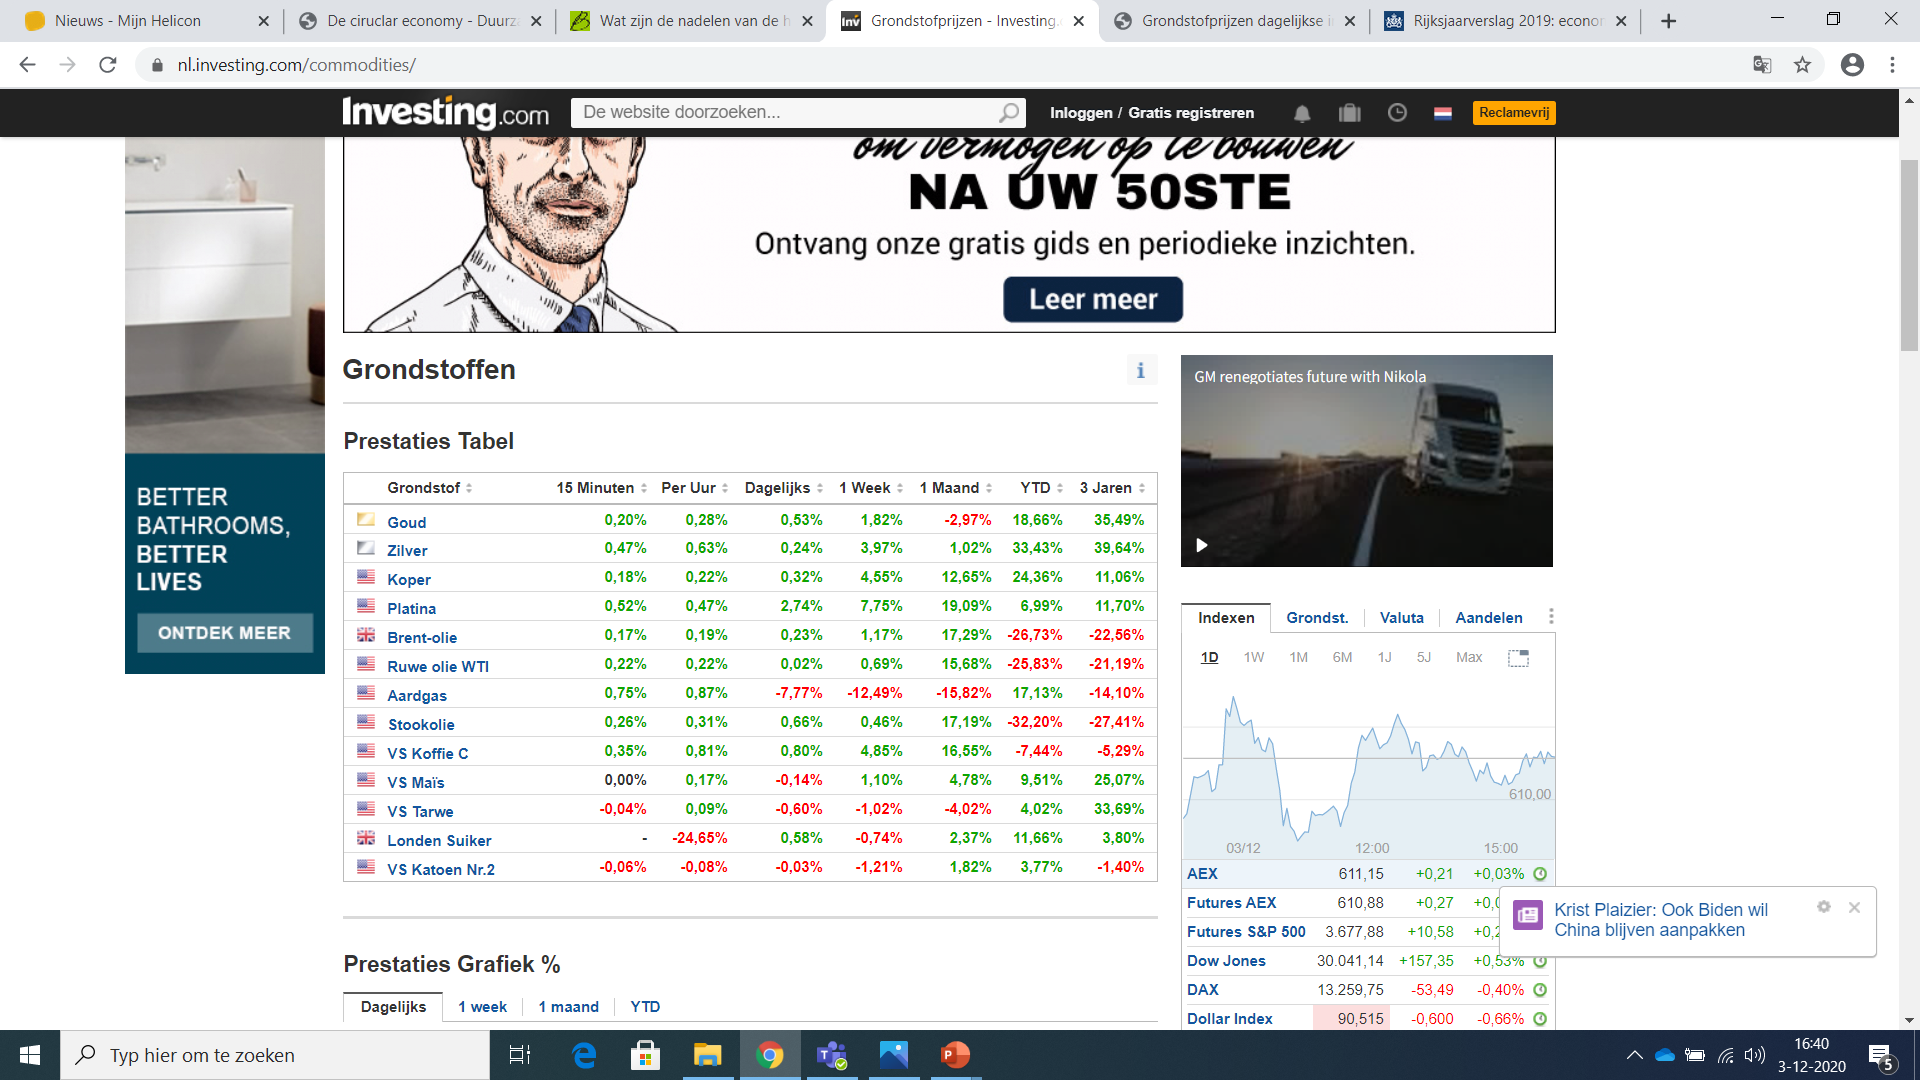 Nieuws - Mijn Helicon
De ciruclar economy - Duurz
Wat zijn de nadelen van de h
Grondstofprijzen - Investing.
Grondstofprijzen dagelijkse i
Rijksjaarverslag 2019: econo
nl.investing.com/commodities/
Investing.com
De website doorzoeken...
Inloggen / Gratis registreren
Reclamevrij
om vermogen op te bouwen
NA UW 50STE
Ontvang onze gratis gids en periodieke inzichten.
Leer meer
BETTER
BATHROOMS,
BETTER
LIVES
ONTDEK MEER
Grondstoffen
Prestaties Tabel
Grondstof 15 Minuten Per Uur Dagelijks 1 Week 1 Maand YTD 3 Jaren
Goud 0,20% 0,28% 0,53% 1,82% -2,97% 18,66% 35,49%
Zilver 0,47% 0,63% 0,24% 3,97% 1,02% 33,43% 39,64%
Koper 0,18% 0,22% 0,32% 4,55% 12,65% 24,36% 11,06%
Platina 0,52% 0,47% 2,74% 7,75% 19,09% 6,99% 11,70%
Brent-olie 0,17% 0,19% 0,23% 1,17% 17,29% -26,73% -22,56%
Ruwe olie WTI 0,22% 0,22% 0,02% 0,69% 15,68% -25,83% -21,19%
Aardgas 0,75% 0,87% -7,77% -12,49% -15,82% 17,13% -14,10%
Stookolie 0,26% 0,31% 0,66% 0,46% 17,19% -32,20% -27,41%
VS Koffie C 0,35% 0,81% 0,80% 4,85% 16,55% -7,44% -5,29%
VS Maïs 0,00% 0,17% -0,14% 1,10% 4,78% 9,51% 25,07%
VS Tarwe -0,04% 0,09% -0,60% -1,02% -4,02% 4,02% 33,69%
Londen Suiker - -24,65% 0,58% -0,74% 2,37% 11,66% 3,80%
VS Katoen Nr.2 -0,06% -0,08% -0,03% -1,21% 1,82% 3,77% -1,40%
Prestaties Grafiek %
Dagelijks 1 week 1 maand YTD
GM renegotiates future with Nikola
Indexen Grondst. Valuta Aandelen
1D 1W 1M 6M 1J 5J Max
610,00
03/12 12:00 15:00
AEX 611,15 +0,21 +0,03%
Futures AEX 610,88 +0,27 +0,
Futures S&P 500 3.677,88 +10,58 +0,
Dow Jones 30.041,14 +157,35 +0,53%
DAX 13.259,75 -53,49 -0,40%
Dollar Index 90,515 -0,600 -0,66%
Krist Plaizier: Ook Biden wil
China blijven aanpakken
Typ hier om te zoeken
16:40
3-12-2020
5